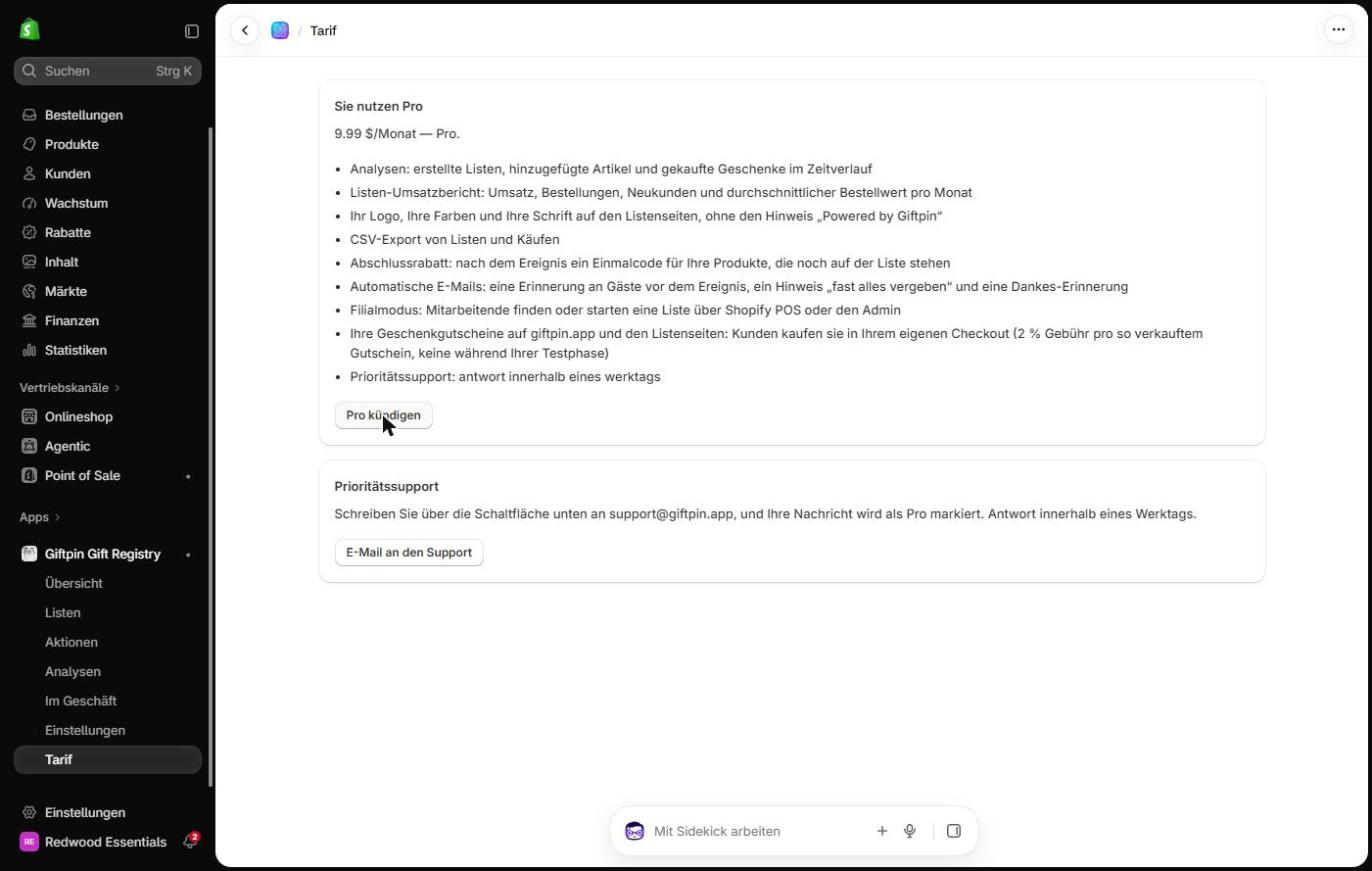 Suchen
Strg K
Bestellungen
Produkte
Kunden
Wachstum
Rabatte
Inhalt
Märkte
Finanzen
Statistiken
Vertriebskanäle
Onlineshop
Agentic
Point of Sale
Apps
Giftpin Gift Registry
Übersicht
Listen
Aktionen
Analysen
Im Geschäft
Einstellungen
Tarif
Einstellungen
RE Redwood Essentials 2
/ Tarif
Sie nutzen Pro
9.99 $/Monat — Pro.
• Analysen: erstellte Listen, hinzugefügte Artikel und gekaufte Geschenke im Zeitverlauf
• Listen-Umsatzbericht: Umsatz, Bestellungen, Neukunden und durchschnittlicher Bestellwert pro Monat
• Ihr Logo, Ihre Farben und Ihre Schrift auf den Listenseiten, ohne den Hinweis „Powered by Giftpin“
• CSV-Export von Listen und Käufen
• Abschlussrabatt: nach dem Ereignis ein Einmalcode für Ihre Produkte, die noch auf der Liste stehen
• Automatische E-Mails: eine Erinnerung an Gäste vor dem Ereignis, ein Hinweis „fast alles vergeben“ und eine Dankes-Erinnerung
• Filialmodus: Mitarbeitende finden oder starten eine Liste über Shopify POS oder den Admin
• Ihre Geschenkgutscheine auf giftpin.app und den Listenseiten: Kunden kaufen sie in Ihrem eigenen Checkout (2 % Gebühr pro so verkauftem
Gutschein, keine während Ihrer Testphase)
• Prioritätssupport: antwort innerhalb eines werktags
Pro kündigen
Prioritätssupport
Schreiben Sie über die Schaltfläche unten an support@giftpin.app, und Ihre Nachricht wird als Pro markiert. Antwort innerhalb eines Werktags.
E-Mail an den Support
Mit Sidekick arbeiten